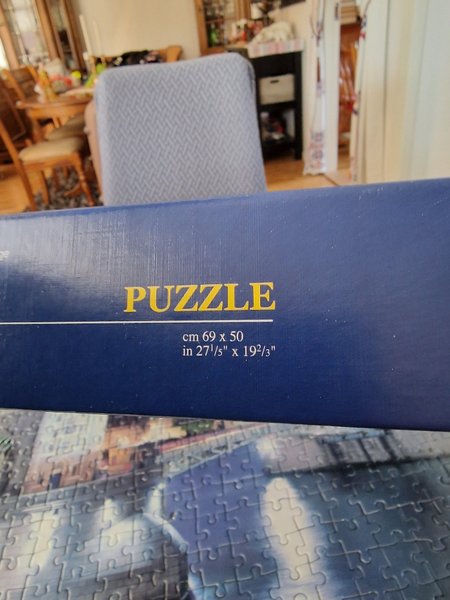 PUZZLE
cm 69 x 50
in 27¹/₅" x 19²/₃"